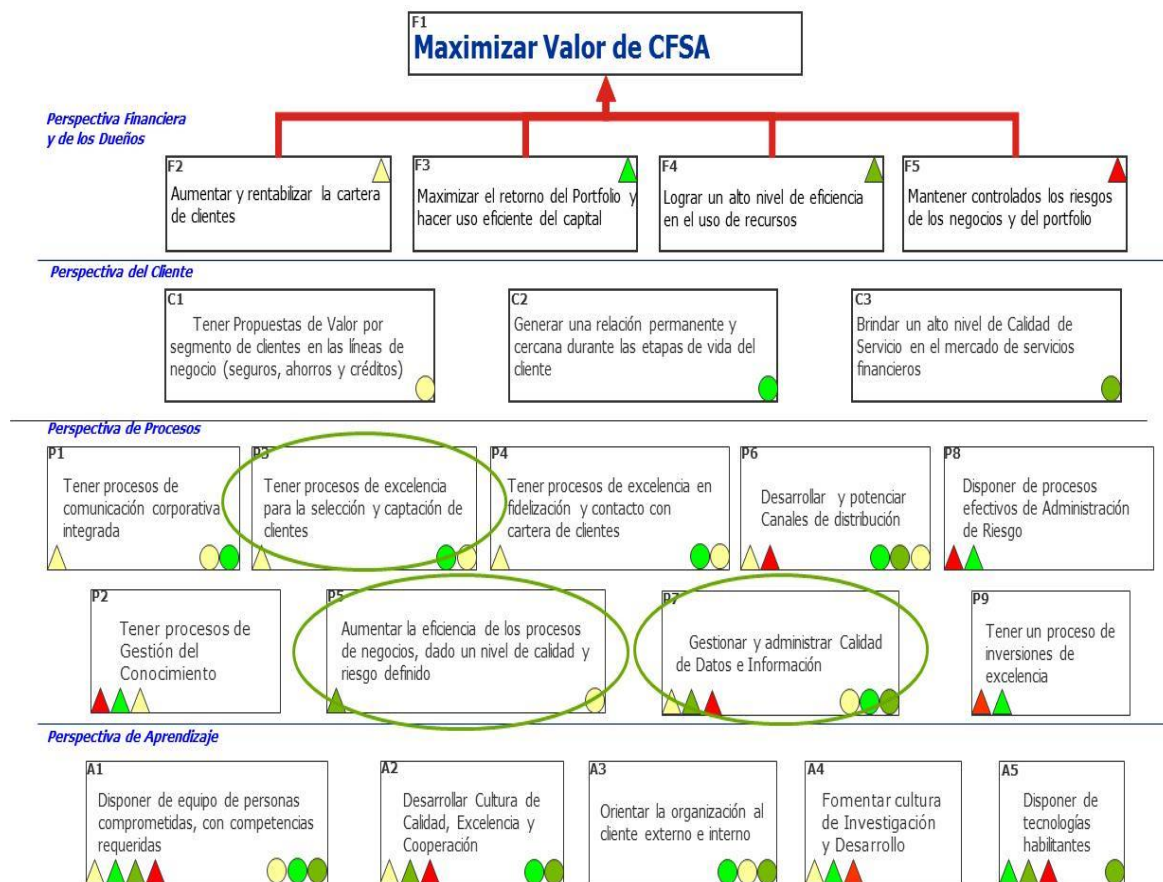 F1
Maximizar Valor de CFSA
Perspectiva Financiera
y de los Dueños
F2
Aumentar y rentabilizar la cartera
de clientes
F3
Maximizar el retorno del Portfolio y
hacer uso eficiente del capital
F4
Lograr un alto nivel de eficiencia
en el uso de recursos
F5
Mantener controlados los riesgos
de los negocios y del portfolio
Perspectiva del Cliente
C1
Tener Propuestas de Valor por
segmento de clientes en las líneas de
negocio (seguros, ahorros y créditos)
C2
Generar una relación permanente y
cercana durante las etapas de vida del
cliente
C3
Brindar un alto nivel de Calidad de
Servicio en el mercado de servicios
financieros
Perspectiva de Procesos
P1
Tener procesos de
comunicación corporativa
integrada
P3
Tener procesos de excelencia
para la selección y captación de
clientes
P4
Tener procesos de excelencia en
fidelización y contacto con
cartera de clientes
P6
Desarrollar y potenciar
Canales de distribución
P8
Disponer de procesos
efectivos de Administración
de Riesgo
P2
Tener procesos de
Gestión del
Conocimiento
P5
Aumentar la eficiencia de los procesos
de negocios, dado un nivel de calidad y
riesgo definido
P7
Gestionar y administrar Calidad
de Datos e Información
P9
Tener un proceso de
inversiones de
excelencia
Perspectiva de Aprendizaje
A1
Disponer de equipo de personas
comprometidas, con competencias
requeridas
A2
Desarrollar Cultura de
Calidad, Excelencia y
Cooperación
A3
Orientar la organización al
cliente externo e interno
A4
Fomentar cultura
de Investigación
y Desarrollo
A5
Disponer de
tecnologías
habilitantes